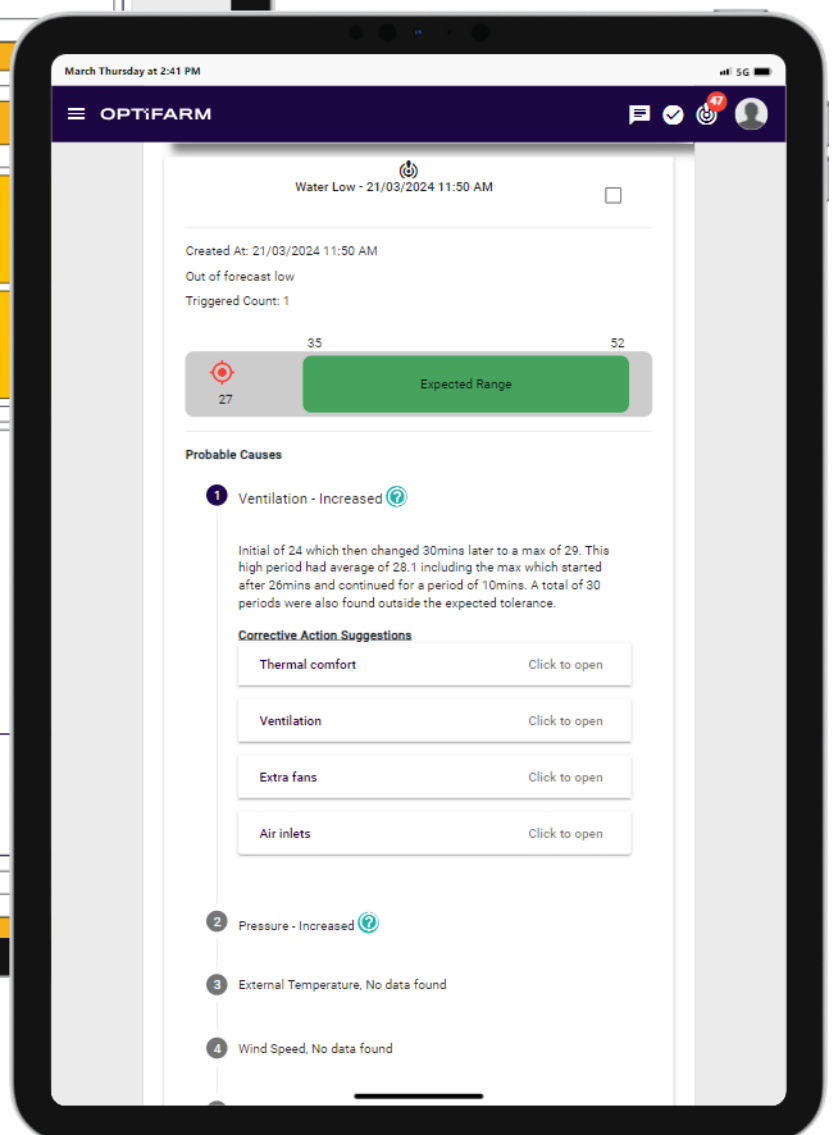 March Thursday at 2:41 PM
5G
OPTiFARM
47
Water Low - 21/03/2024 11:50 AM
Created At: 21/03/2024 11:50 AM
Out of forecast low
Triggered Count: 1
35 52
27
Expected Range
Probable Causes
1 Ventilation - Increased ?
Initial of 24 which then changed 30mins later to a max of 29. This
high period had average of 28.1 including the max which started
after 26mins and continued for a period of 10mins. A total of 30
periods were also found outside the expected tolerance.
Corrective Action Suggestions
Thermal comfort Click to open
Ventilation Click to open
Extra fans Click to open
Air inlets Click to open
2 Pressure - Increased ?
3 External Temperature, No data found
4 Wind Speed, No data found